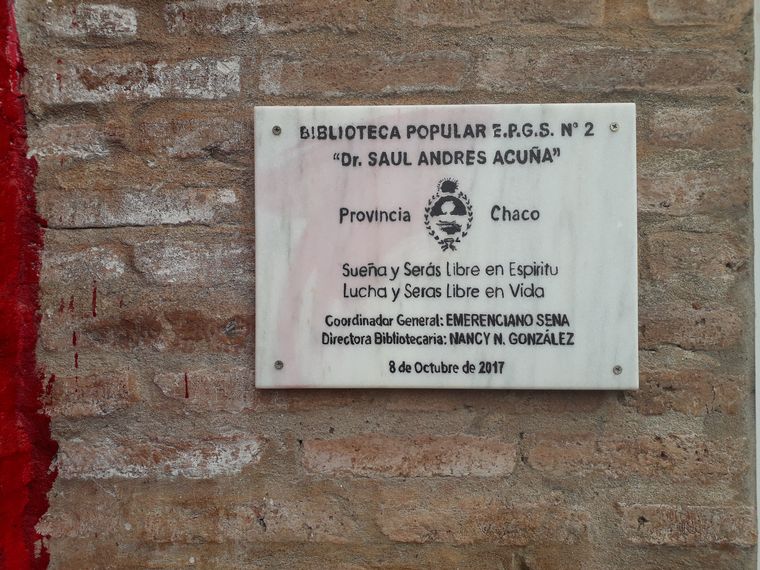 BIBLIOTECA POPULAR E.P.G.S. N° 2
“Dr. SAUL ANDRES ACUÑA”
Provincia Chaco
Sueña y Serás Libre en Espiritu
Lucha y Seras Libre en Vida
Coordinador General: EMERENCIANO SENA
Directora Bibliotecaria: NANCY N. GONZÁLEZ
8 de Octubre de 2017